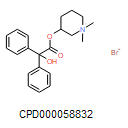 O
O
OH
N+
Br-
CPD000058832